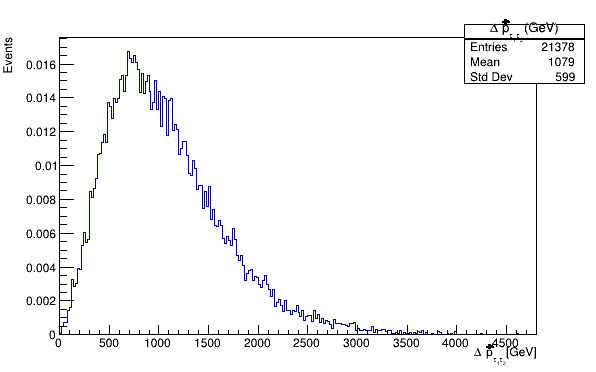 Δ p⃗ τ₁τ₂ (GeV)
Entries 21378
Mean 1079
Std Dev 599
Events
0.016
0.014
0.012
0.01
0.008
0.006
0.004
0.002
0
0 500 1000 1500 2000 2500 3000 3500 4000 4500
Δ p⃗ τ₁τ₂ [GeV]